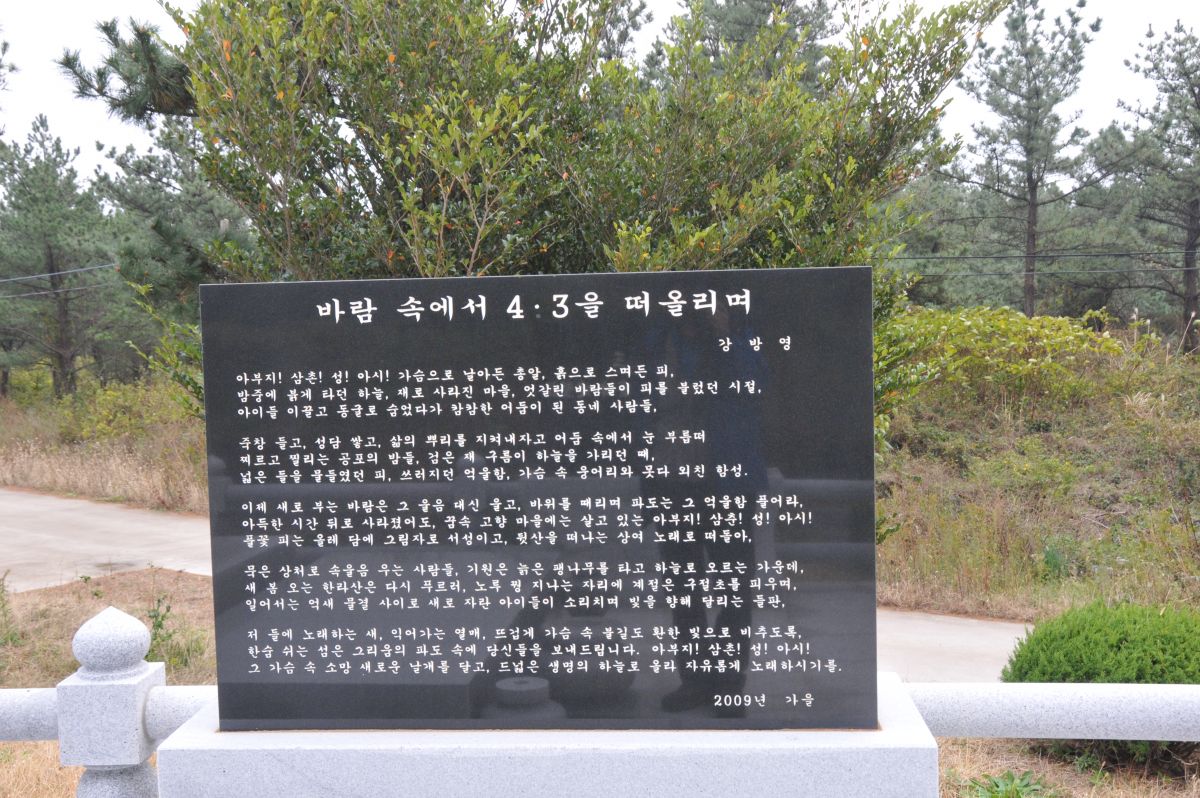 바람 속에서 4·3을 떠올리며
강 방 영
아부지! 삼촌! 성! 아시! 가슴으로 날아든 총알, 흙으로 스며든 피,
밤중에 붉게 타던 하늘, 재로 사라진 마을, 엇갈린 바람들이 피를 불렀던 시절,
아이들 이끌고 동굴로 숨었다가 캄캄한 어둠이 된 동네 사람들,
죽창 들고, 성담 쌓고, 삶의 뿌리를 지켜내자고 어둠 속에서 눈 부릅떠
찌르고 찔리는 공포의 밤들, 검은 재 구름이 하늘을 가리던 때,
넓은 들을 물들였던 피, 쓰러지던 억울함, 가슴 속 웅어리와 못다 외친 함성.
이제 새로 부는 바람은 그 울음 대신 울고, 바위를 때리며 파도는 그 억울함 풀어라,
아득한 시간 뒤로 사라졌어도, 꿈속 고향 마을에는 살고 있는 아부지! 삼춘! 성! 아시!
풀꽃 피는 올레 담에 그림자로 서성이고, 뒷산을 떠나는 상여 노래로 떠돌아,
묵은 상처로 속울음 우는 사람들, 기원은 늙은 팽나무를 타고 하늘로 오르는 가운데,
새 봄 오는 한라산은 다시 푸르러, 노루 꿩 지나는 자리에 계절은 구절초를 피우며,
일어서는 억새 물결 사이로 새로 자란 아이들이 소리치며 빛을 향해 달리는 들판,
저 들에 노래하는 새, 익어가는 열매, 뜨겁게 가슴 속 불길도 환한 빛으로 비추도록,
한숨 쉬는 섬은 그리움의 파도 속에 당신들을 보내드립니다. 아부지! 삼춘! 성! 아시!
그 가슴 속 소망 새로운 날개를 달고, 드넓은 생명의 하늘로 올라 자유롭게 노래하시기를.
2009년 가을